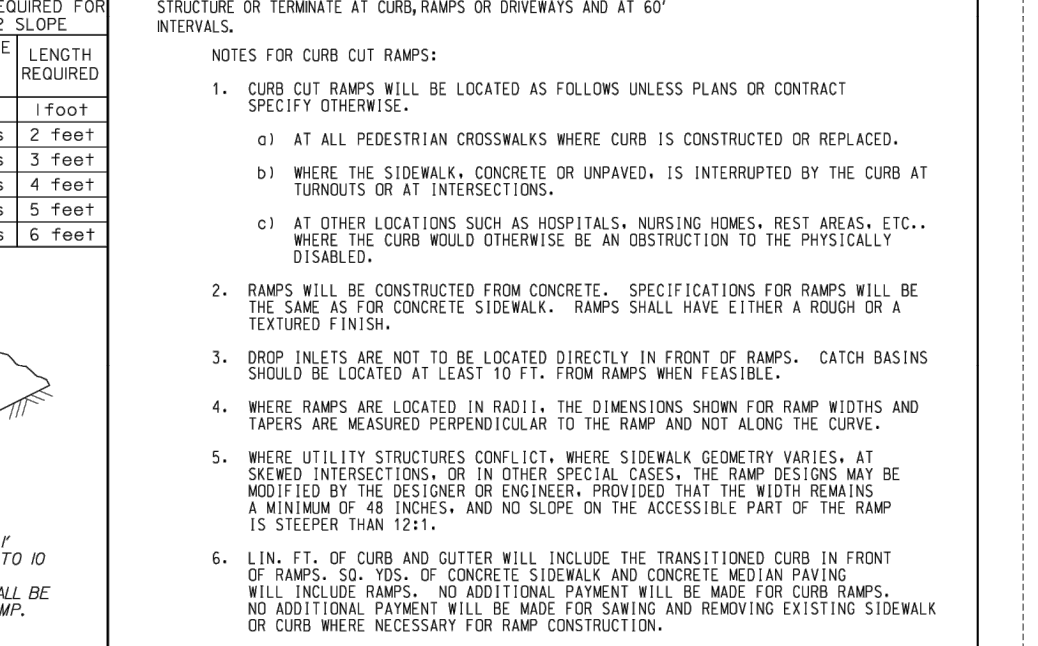 EQUIRED FOR
2 SLOPE
E
LENGTH
REQUIRED
1 foot
s 2 feet
s 3 feet
s 4 feet
s 5 feet
s 6 feet
1'
TO 10
ALL BE
MP.
STRUCTURE OR TERMINATE AT CURB, RAMPS OR DRIVEWAYS AND AT 60'
INTERVALS.
NOTES FOR CURB CUT RAMPS:
1. CURB CUT RAMPS WILL BE LOCATED AS FOLLOWS UNLESS PLANS OR CONTRACT
SPECIFY OTHERWISE.
a) AT ALL PEDESTRIAN CROSSWALKS WHERE CURB IS CONSTRUCTED OR REPLACED.
b) WHERE THE SIDEWALK, CONCRETE OR UNPAVED, IS INTERRUPTED BY THE CURB AT
TURNOUTS OR AT INTERSECTIONS.
c) AT OTHER LOCATIONS SUCH AS HOSPITALS, NURSING HOMES, REST AREAS, ETC..
WHERE THE CURB WOULD OTHERWISE BE AN OBSTRUCTION TO THE PHYSICALLY
DISABLED.
2. RAMPS WILL BE CONSTRUCTED FROM CONCRETE. SPECIFICATIONS FOR RAMPS WILL BE
THE SAME AS FOR CONCRETE SIDEWALK. RAMPS SHALL HAVE EITHER A ROUGH OR A
TEXTURED FINISH.
3. DROP INLETS ARE NOT TO BE LOCATED DIRECTLY IN FRONT OF RAMPS. CATCH BASINS
SHOULD BE LOCATED AT LEAST 10 FT. FROM RAMPS WHEN FEASIBLE.
4. WHERE RAMPS ARE LOCATED IN RADII, THE DIMENSIONS SHOWN FOR RAMP WIDTHS AND
TAPERS ARE MEASURED PERPENDICULAR TO THE RAMP AND NOT ALONG THE CURVE.
5. WHERE UTILITY STRUCTURES CONFLICT, WHERE SIDEWALK GEOMETRY VARIES, AT
SKEWED INTERSECTIONS, OR IN OTHER SPECIAL CASES, THE RAMP DESIGNS MAY BE
MODIFIED BY THE DESIGNER OR ENGINEER, PROVIDED THAT THE WIDTH REMAINS
A MINIMUM OF 48 INCHES, AND NO SLOPE ON THE ACCESSIBLE PART OF THE RAMP
IS STEEPER THAN 12:1.
6. LIN. FT. OF CURB AND GUTTER WILL INCLUDE THE TRANSITIONED CURB IN FRONT
OF RAMPS. SQ. YDS. OF CONCRETE SIDEWALK AND CONCRETE MEDIAN PAVING
WILL INCLUDE RAMPS. NO ADDITIONAL PAYMENT WILL BE MADE FOR CURB RAMPS.
NO ADDITIONAL PAYMENT WILL BE MADE FOR SAWING AND REMOVING EXISTING SIDEWALK
OR CURB WHERE NECESSARY FOR RAMP CONSTRUCTION.